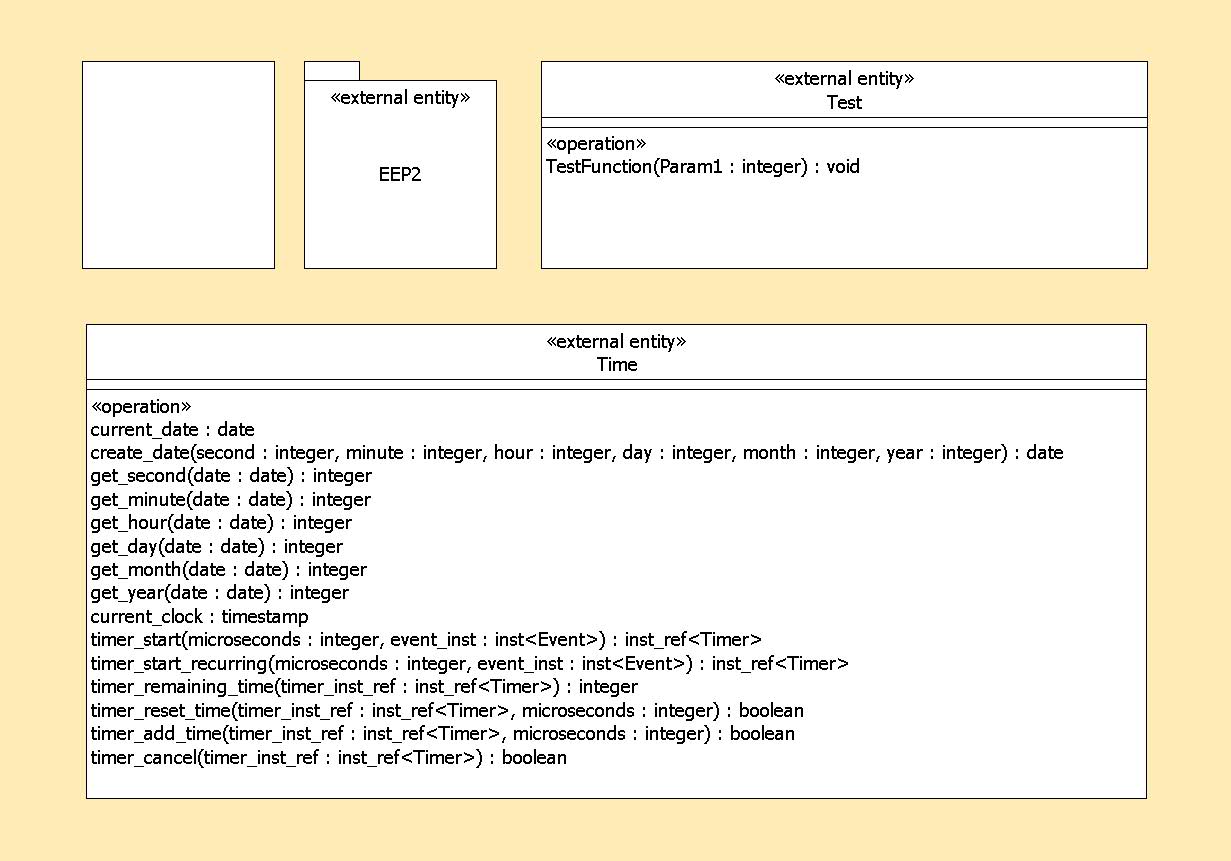 «external entity»
EEP2
«external entity»
Test
«operation»
TestFunction(Param1 : integer) : void
«external entity»
Time
«operation»
current_date : date
create_date(second : integer, minute : integer, hour : integer, day : integer, month : integer, year : integer) : date
get_second(date : date) : integer
get_minute(date : date) : integer
get_hour(date : date) : integer
get_day(date : date) : integer
get_month(date : date) : integer
get_year(date : date) : integer
current_clock : timestamp
timer_start(microseconds : integer, event_inst : inst<Event>) : inst_ref<Timer>
timer_start_recurring(microseconds : integer, event_inst : inst<Event>) : inst_ref<Timer>
timer_remaining_time(timer_inst_ref : inst_ref<Timer>) : integer
timer_reset_time(timer_inst_ref : inst_ref<Timer>, microseconds : integer) : boolean
timer_add_time(timer_inst_ref : inst_ref<Timer>, microseconds : integer) : boolean
timer_cancel(timer_inst_ref : inst_ref<Timer>) : boolean